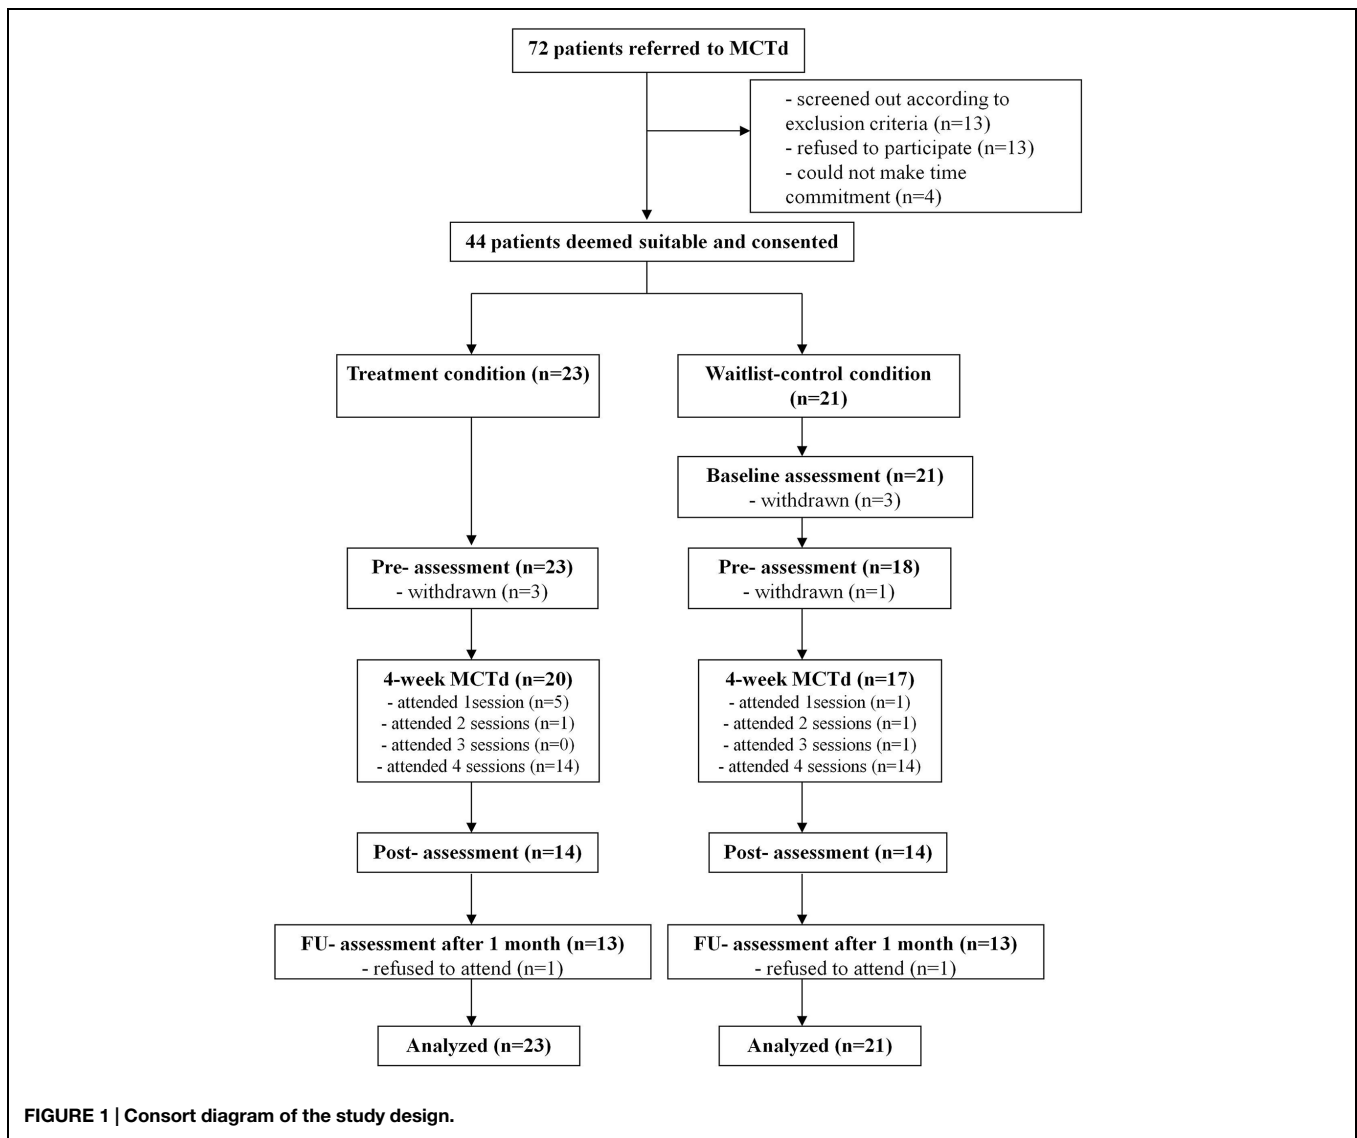 72 patients referred to MCTd
- screened out according to
exclusion criteria (n=13)
- refused to participate (n=13)
- could not make time
commitment (n=4)
44 patients deemed suitable and consented
Treatment condition (n=23)
Waitlist-control condition
(n=21)
Baseline assessment (n=21)
- withdrawn (n=3)
Pre- assessment (n=23)
- withdrawn (n=3)
Pre- assessment (n=18)
- withdrawn (n=1)
4-week MCTd (n=20)
- attended 1session (n=5)
- attended 2 sessions (n=1)
- attended 3 sessions (n=0)
- attended 4 sessions (n=14)
4-week MCTd (n=17)
- attended 1session (n=1)
- attended 2 sessions (n=1)
- attended 3 sessions (n=1)
- attended 4 sessions (n=14)
Post- assessment (n=14)
Post- assessment (n=14)
FU- assessment after 1 month (n=13)
- refused to attend (n=1)
FU- assessment after 1 month (n=13)
- refused to attend (n=1)
Analyzed (n=23)
Analyzed (n=21)
FIGURE 1 | Consort diagram of the study design.